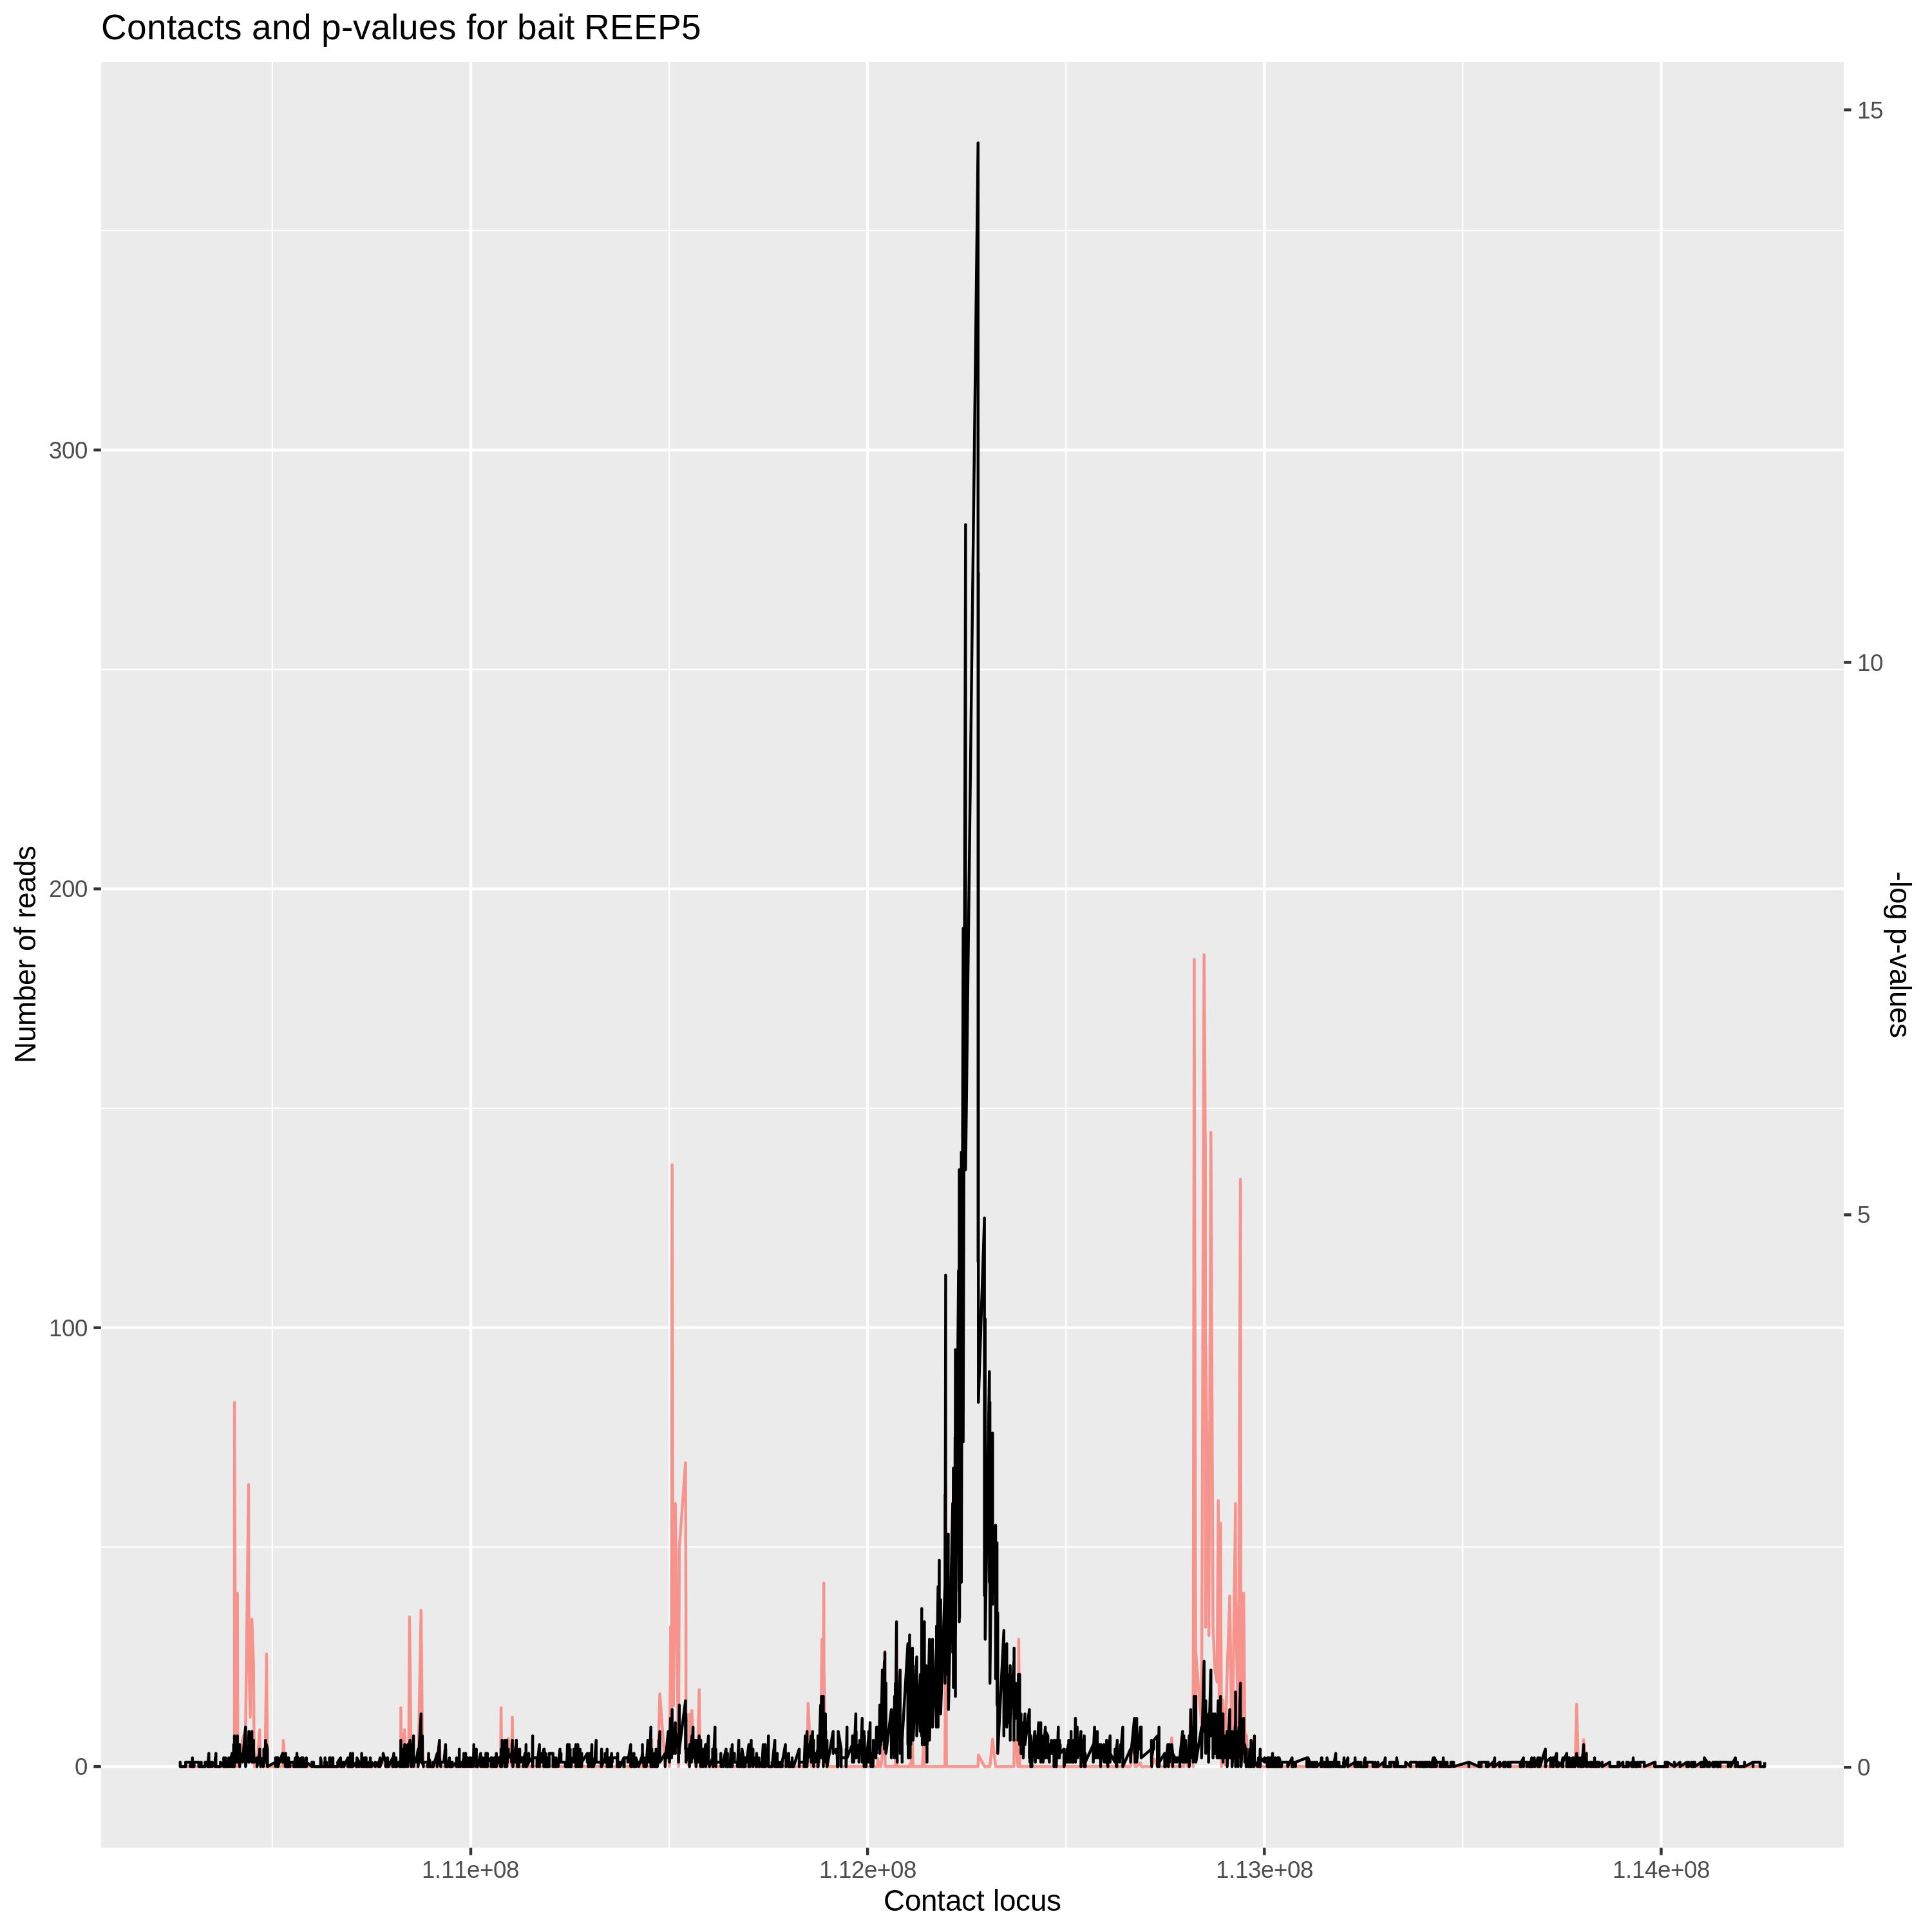 Contacts and p-values for bait REEP5
Number of reads
300
200
100
0
15
10
5
0
-log p-values
1.11e+08
1.12e+08
1.13e+08
1.14e+08
Contact locus